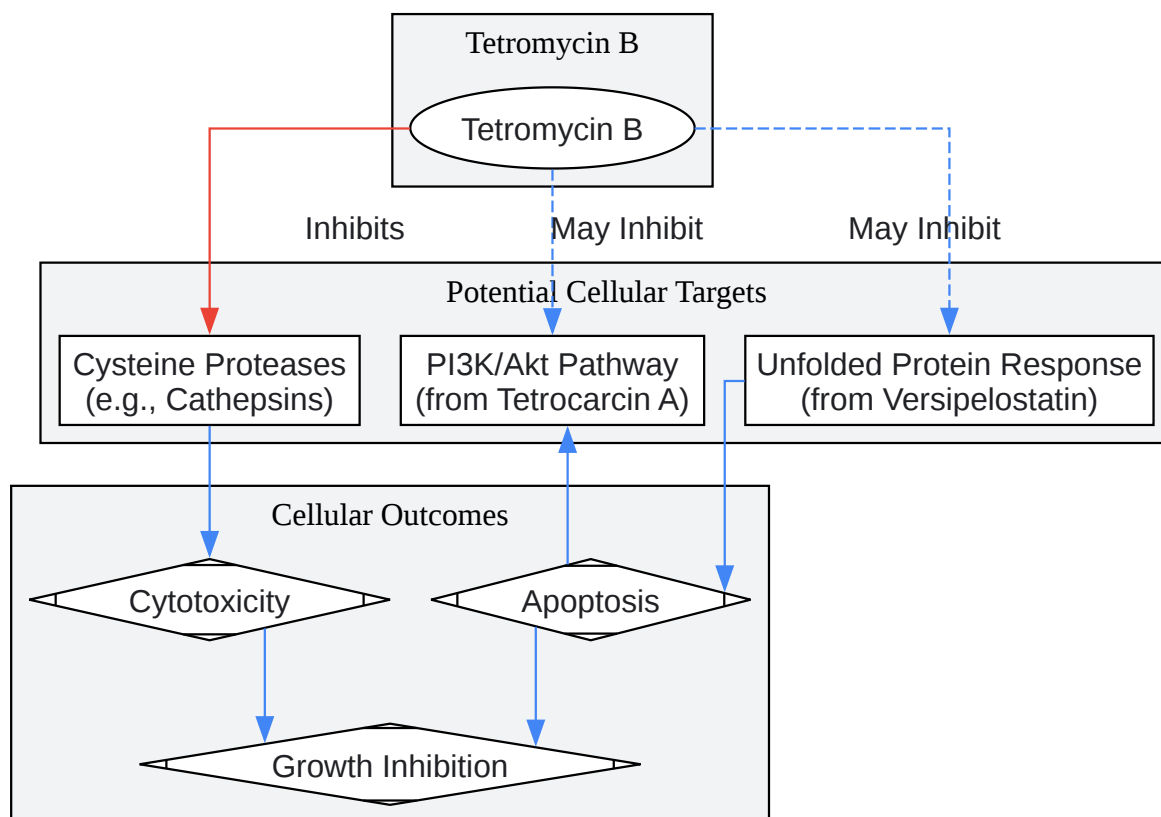 Tetromycin B
Tetromycin B
Inhibits
May Inhibit
May Inhibit
Potential Cellular Targets
Cysteine Proteases
(e.g., Cathepsins)
PI3K/Akt Pathway
(from Tetrocarcin A)
Unfolded Protein Response
(from Versipelostatin)
Cellular Outcomes
Cytotoxicity
Apoptosis
Growth Inhibition